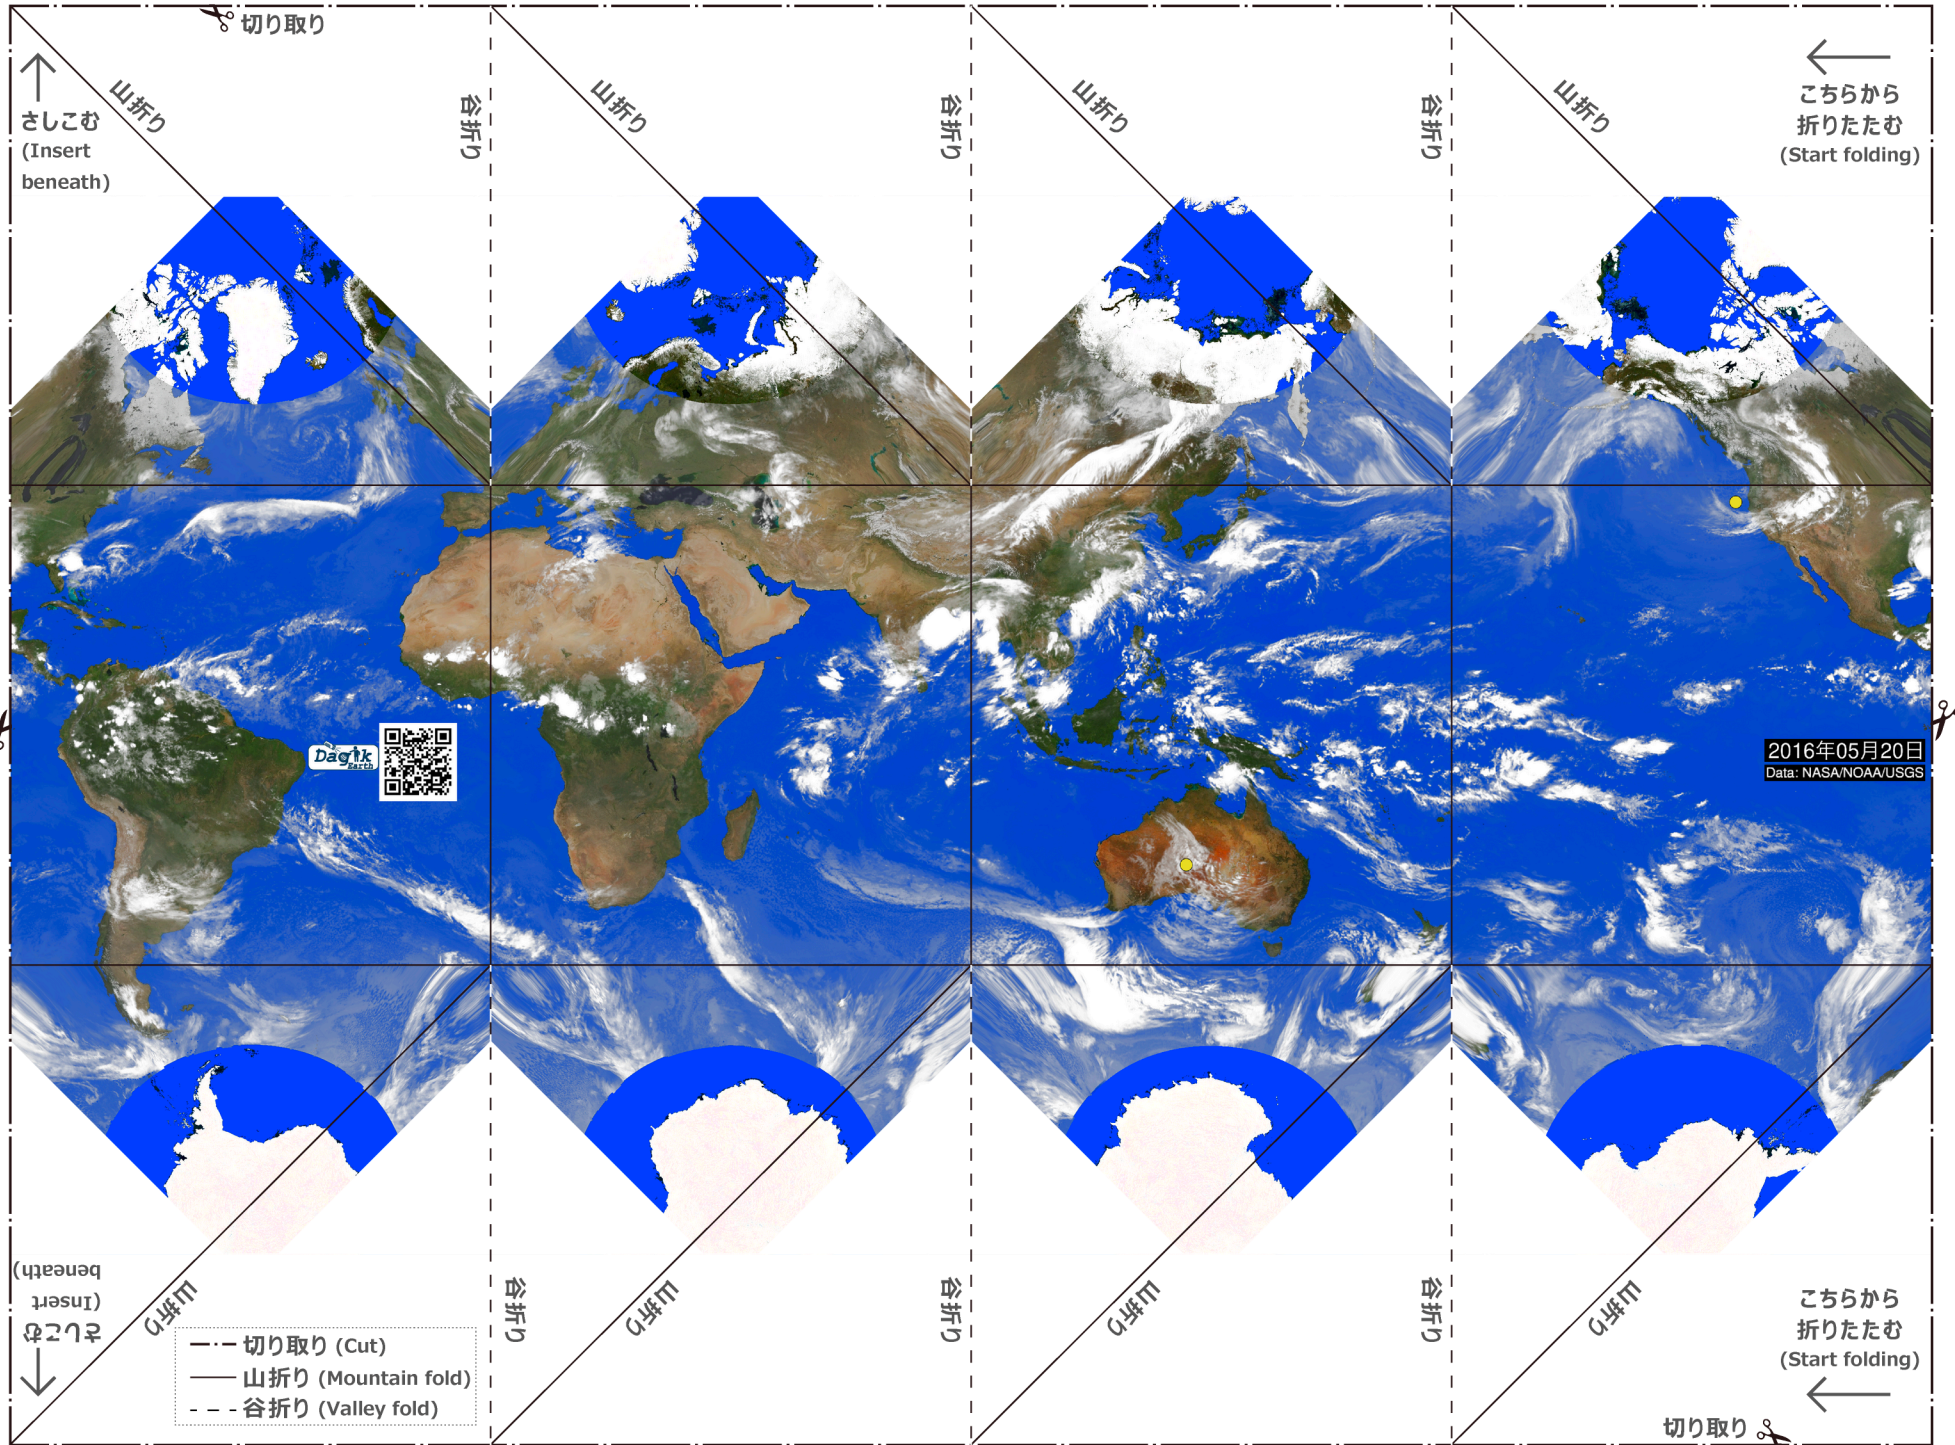 切り取り
さしこむ
(Insert
beneath)
山折り
谷折り
山折り
谷折り
山折り
谷折り
山折り
こちらから
折りたたむ
(Start folding)
Dagik
Earth
2016年05月20日
Data: NASA/NOAA/USGS
さしこむ
(Insert
beneath)
山折り
谷折り
山折り
谷折り
山折り
谷折り
山折り
こちらから
折りたたむ
(Start folding)
切り取り (Cut)
山折り (Mountain fold)
谷折り (Valley fold)
切り取り